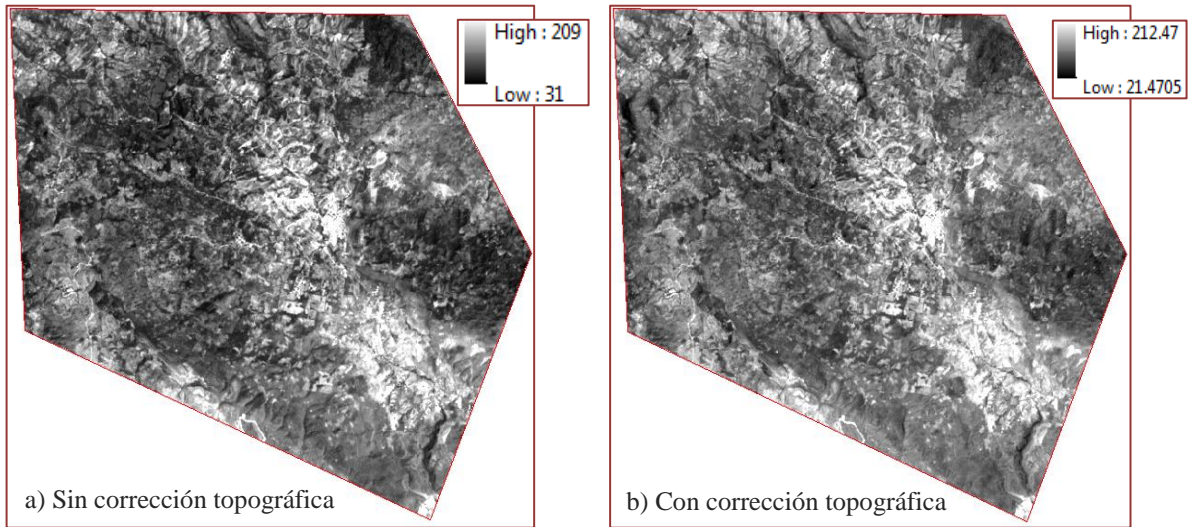 High : 209
Low : 31
a) Sin corrección topográfica
High : 212.47
Low : 21.4705
b) Con corrección topográfica